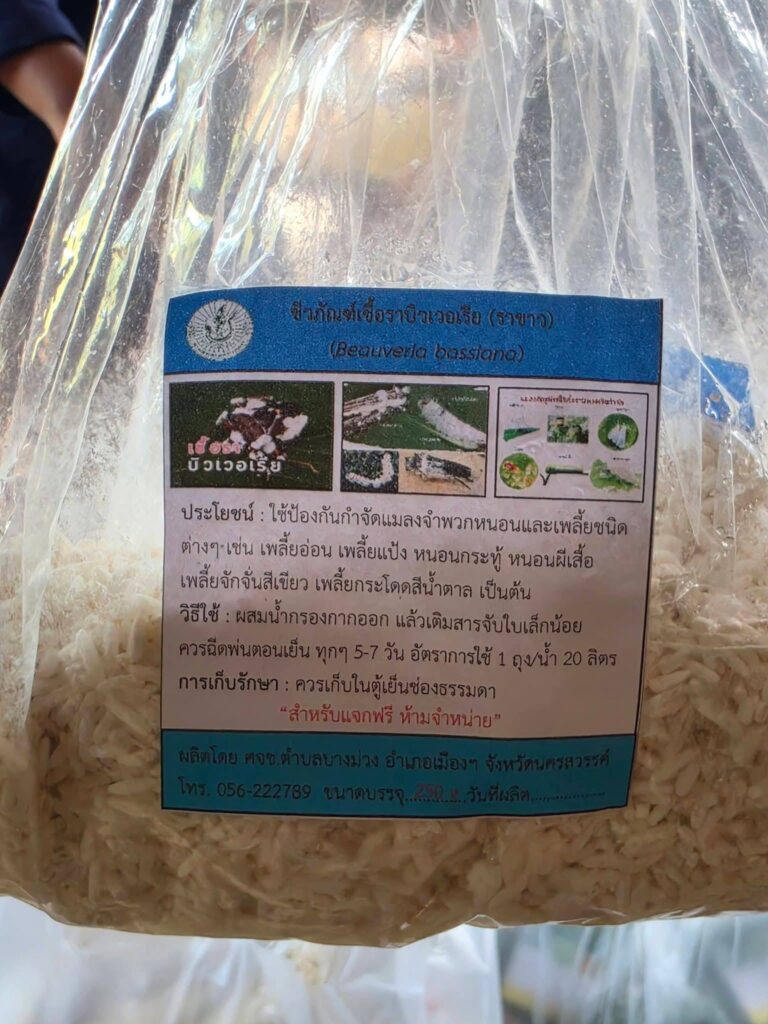 ชีวภัณฑ์เชื้อราบิวเวอเรีย (ราขาว)
(Beauveria bassiana)
เชื้อรา
บิวเวอเรีย
ประโยชน์ : ใช้ป้องกันกำจัดแมลงจำพวกหนอนและเพลี้ยชนิด
ต่างๆ เช่น เพลี้ยอ่อน เพลี้ยแป้ง หนอนกระทู้ หนอนผีเสื้อ
เพลี้ยจักจั่นสีเขียว เพลี้ยกระโดดสีน้ำตาล เป็นต้น
วิธีใช้ : ผสมน้ำกรองกากออก แล้วเติมสารจับใบเล็กน้อย
ควรฉีดพ่นตอนเย็น ทุกๆ 5-7 วัน อัตราการใช้ 1 ถุง/น้ำ 20 ลิตร
การเก็บรักษา : ควรเก็บในตู้เย็นช่องธรรมดา
“สำหรับแจกฟรี ห้ามจำหน่าย”
ผลิตโดย ศจช.ตำบลบางม่วง อำเภอเมืองฯ จังหวัดนครสวรรค์
โทร. 056-222789 ขนาดบรรจุ...250 g...วันที่ผลิต.................